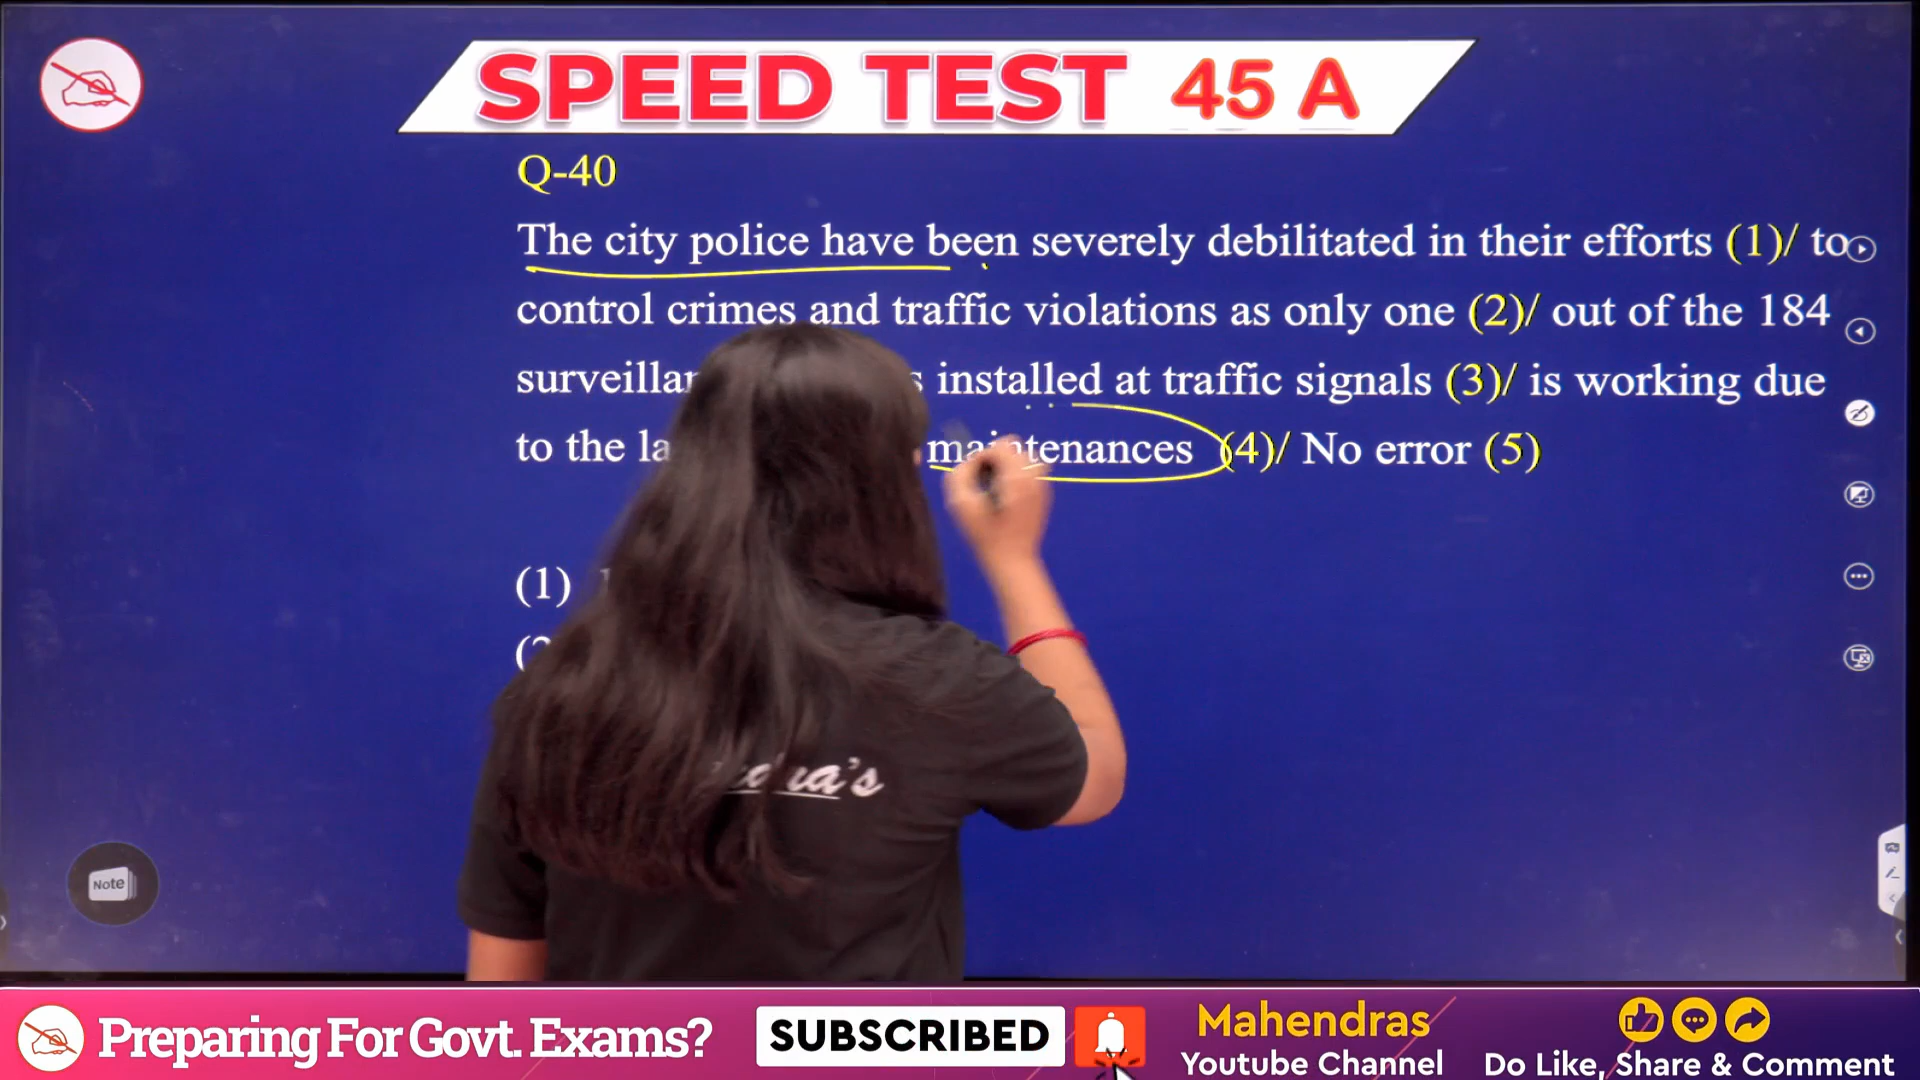 SPEED TEST 45 A
Q-40
The city police have been severely debilitated in their efforts (1)/ to
control crimes and traffic violations as only one (2)/ out of the 184
installed at traffic signals (3)/ is working due
to the maintenances (4)/ No error (5)
(1)
Note
Preparing For Govt. Exams?
SUBSCRIBED
Mahendras
Youtube Channel
Do Like, Share & Comment